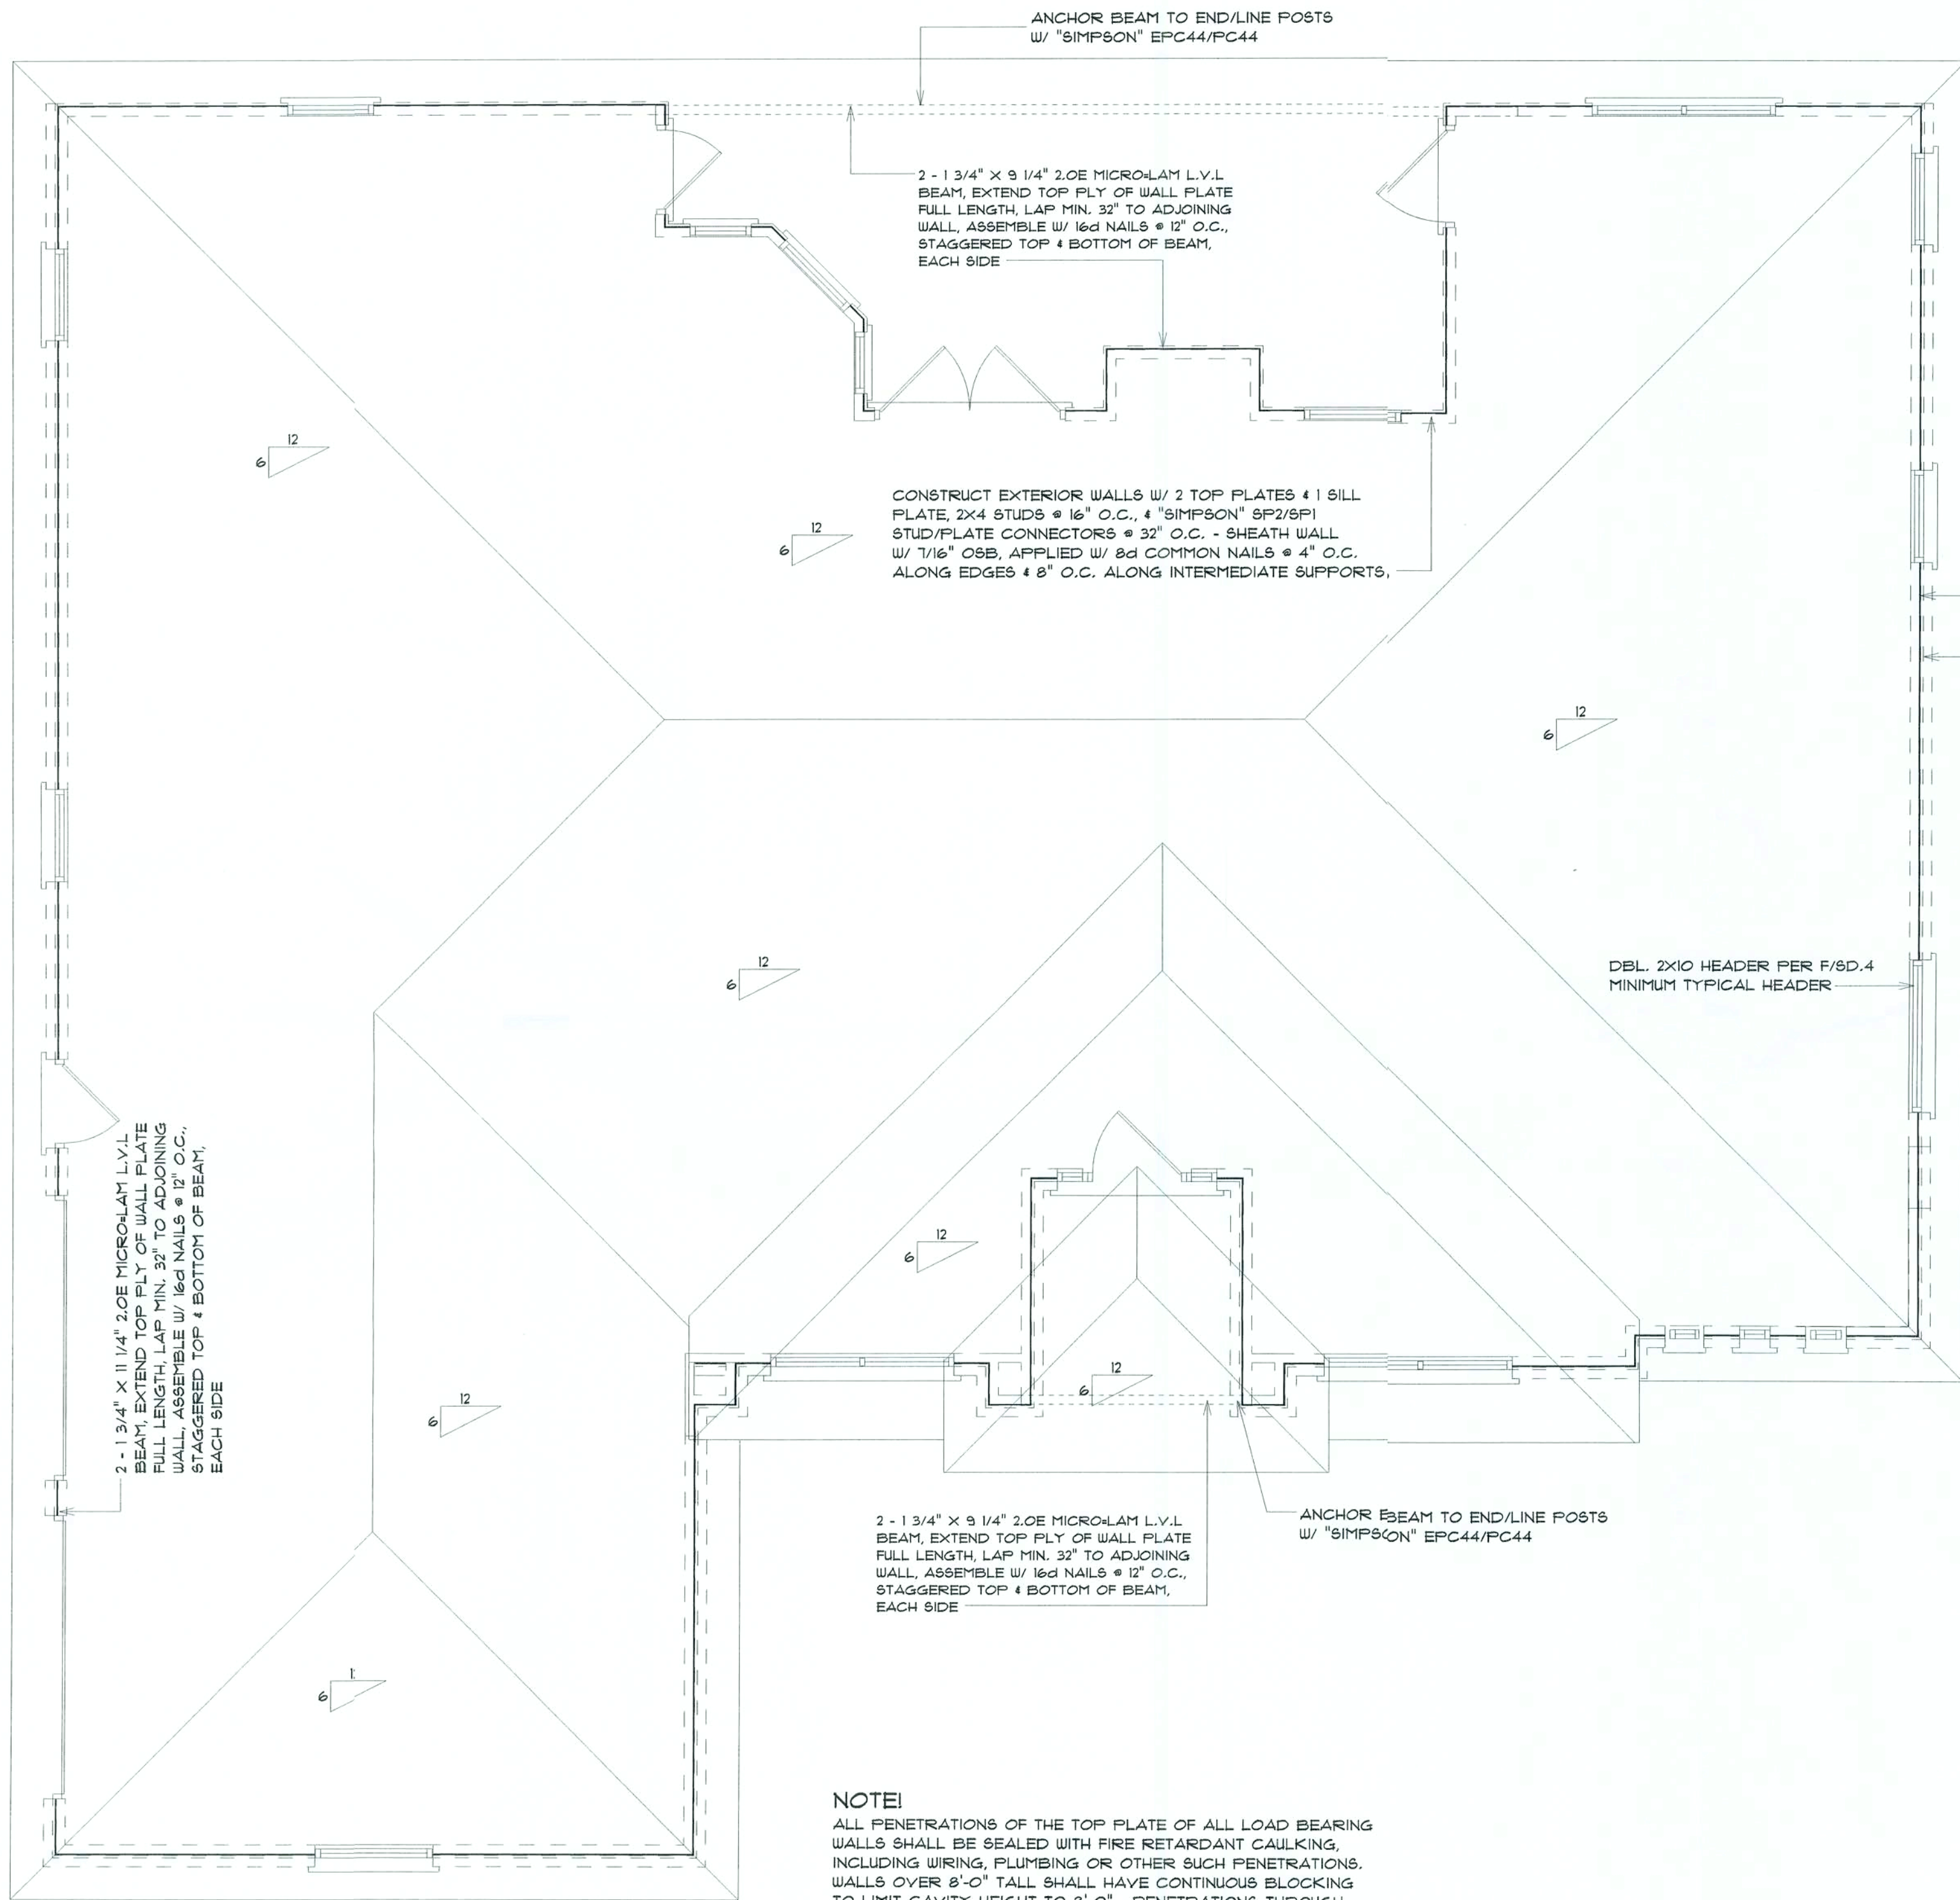 ANCHOR BEAM TO END/LINE POSTS
W/ "SIMPSON" EPC44/PC44
2 - 1 3/4" X 9 1/4" 2.0E MICRO=LAM L.V.L
BEAM, EXTEND TOP PLY OF WALL PLATE
FULL LENGTH, LAP MIN. 32" TO ADJOINING
WALL, ASSEMBLE W/ 16d NAILS @ 12" O.C.,
STAGGERED TOP & BOTTOM OF BEAM,
EACH SIDE
12
6
CONSTRUCT EXTERIOR WALLS W/ 2 TOP PLATES & 1 SILL
PLATE, 2X4 STUDS @ 16" O.C., & "SIMPSON" SP2/SP1
STUD/PLATE CONNECTORS @ 32" O.C. - SHEATH WALL
W/ 7/16" OSB, APPLIED W/ 8d COMMON NAILS @ 4" O.C.
ALONG EDGES & 8" O.C. ALONG INTERMEDIATE SUPPORTS,
12
6
12
6
12
6
DBL. 2X10 HEADER PER F/SD.4
MINIMUM TYPICAL HEADER
2 - 1 3/4" X 11 1/4" 2.0E MICRO=LAM L.V.L
BEAM, EXTEND TOP PLY OF WALL PLATE
FULL LENGTH, LAP MIN. 32" TO ADJOINING
WALL, ASSEMBLE W/ 16d NAILS @ 12" O.C.,
STAGGERED TOP & BOTTOM OF BEAM,
EACH SIDE
12
6
12
6
12
6
2 - 1 3/4" X 9 1/4" 2.0E MICRO=LAM L.V.L
BEAM, EXTEND TOP PLY OF WALL PLATE
FULL LENGTH, LAP MIN. 32" TO ADJOINING
WALL, ASSEMBLE W/ 16d NAILS @ 12" O.C.,
STAGGERED TOP & BOTTOM OF BEAM,
EACH SIDE
ANCHOR BEAM TO END/LINE POSTS
W/ "SIMPSON" EPC44/PC44
6
NOTE!
ALL PENETRATIONS OF THE TOP PLATE OF ALL LOAD BEARING
WALLS SHALL BE SEALED WITH FIRE RETARDANT CAULKING,
INCLUDING WIRING, PLUMBING OR OTHER SUCH PENETRATIONS.
WALLS OVER 8'-0" TALL SHALL HAVE CONTINUOUS BLOCKING
TO LIMIT CAVITY HEIGHT TO 8'-0". PENETRATIONS THROUGH